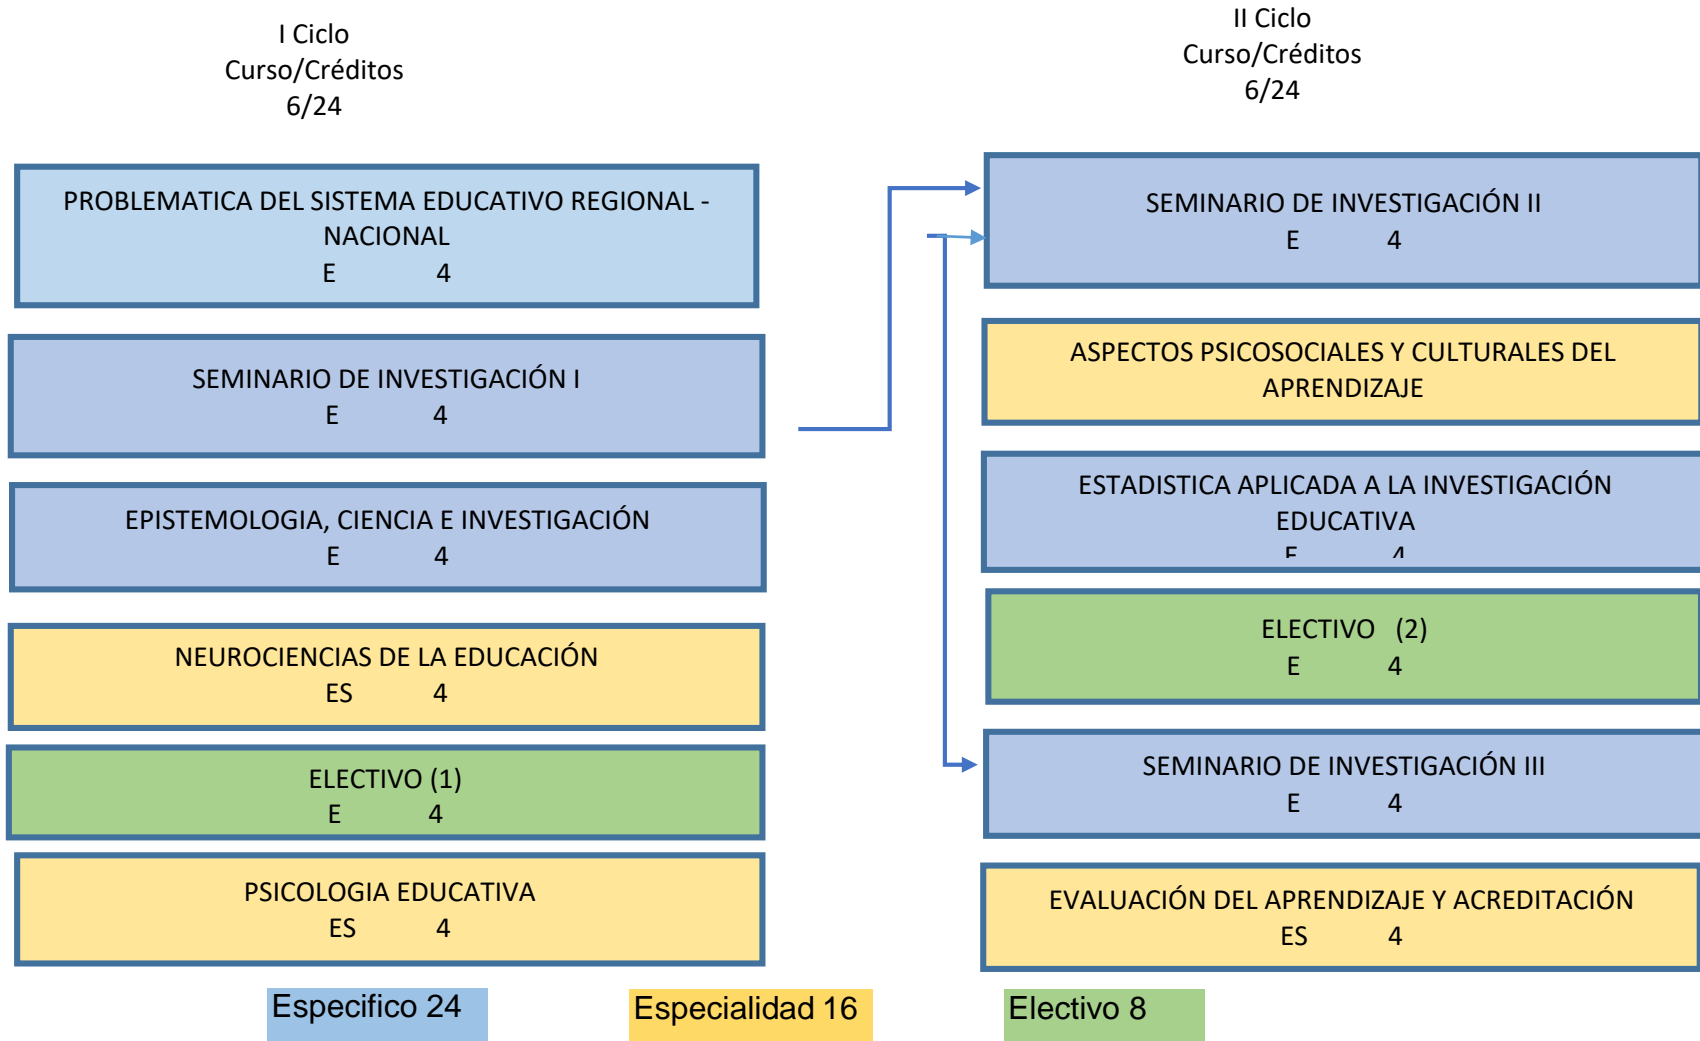 I Ciclo
Curso/Créditos
6/24
PROBLEMATICA DEL SISTEMA EDUCATIVO REGIONAL -
NACIONAL
E 4
SEMINARIO DE INVESTIGACIÓN I
E 4
EPISTEMOLOGIA, CIENCIA E INVESTIGACIÓN
E 4
NEUROCIENCIAS DE LA EDUCACIÓN
ES 4
ELECTIVO (1)
E 4
PSICOLOGIA EDUCATIVA
ES 4
II Ciclo
Curso/Créditos
6/24
SEMINARIO DE INVESTIGACIÓN II
E 4
ASPECTOS PSICOSOCIALES Y CULTURALES DEL
APRENDIZAJE
ESTADISTICA APLICADA A LA INVESTIGACIÓN
EDUCATIVA
E 4
ELECTIVO (2)
E 4
SEMINARIO DE INVESTIGACIÓN III
E 4
EVALUACIÓN DEL APRENDIZAJE Y ACREDITACIÓN
ES 4
Especifico 24
Especialidad 16
Electivo 8